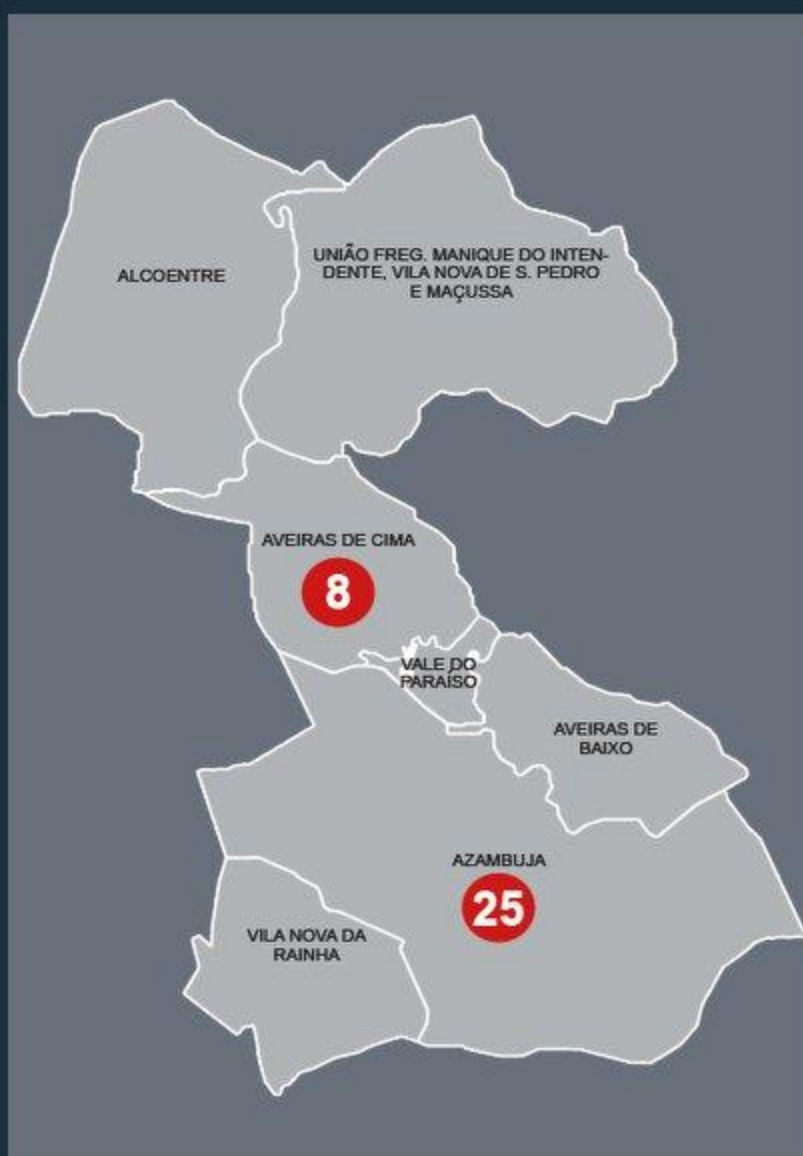 ALCOENTRE
UNIÃO FREG. MANIQUE DO INTEN-
DENTE, VILA NOVA DE S. PEDRO
E MAÇUSSA
AVEIRAS DE CIMA
8
VALE DO
PARAÍSO
AVEIRAS DE
BAIXO
AZAMBUJA
25
VILA NOVA DA
RAINHA